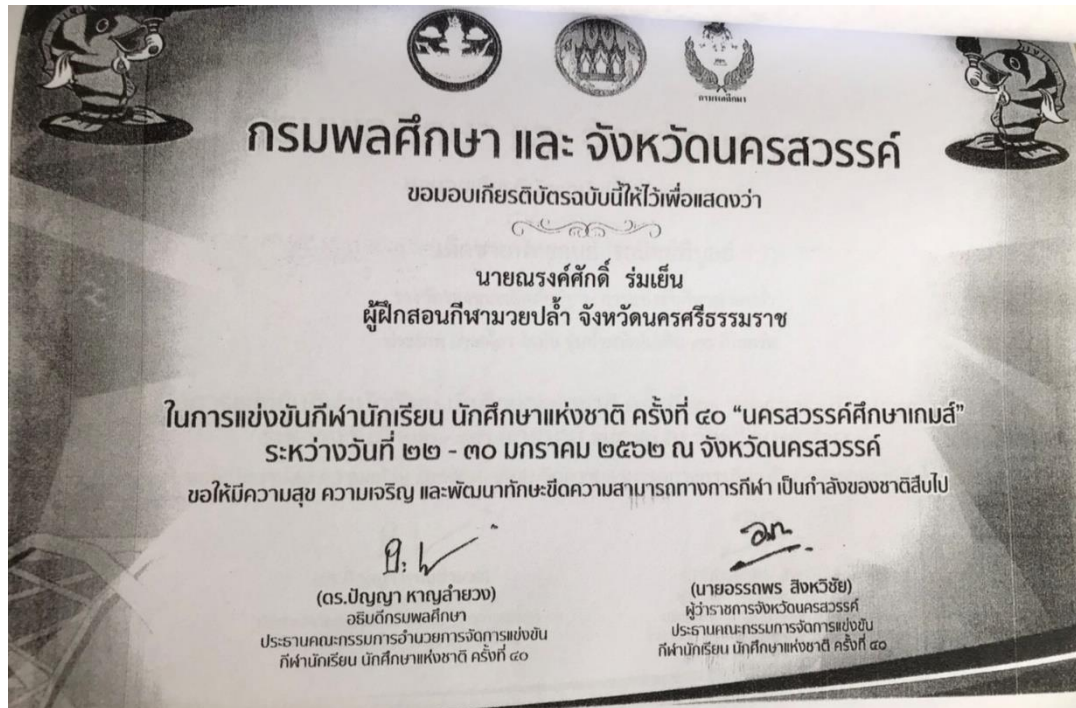 กรมพลศึกษา
กรมพลศึกษา และ จังหวัดนครสวรรค์
ขอมอบเกียรติบัตรฉบับนี้ให้ไว้เพื่อแสดงว่า
นายณรงค์ศักดิ์ ร่มเย็น
ผู้ฝึกสอนกีฬามวยปล้ำ จังหวัดนครศรีธรรมราช
ในการแข่งขันกีฬานักเรียน นักศึกษาแห่งชาติ ครั้งที่ ๔๐ “นครสวรรค์ศึกษาเกมส์”
ระหว่างวันที่ ๒๒ - ๓๐ มกราคม ๒๕๖๒ ณ จังหวัดนครสวรรค์
ขอให้มีความสุข ความเจริญ และพัฒนาทักษะขีดความสามารถทางการกีฬา เป็นกำลังของชาติสืบไป
(ดร.ปัญญา หาญลำยวง)
อธิบดีกรมพลศึกษา
ประธานคณะกรรมการอำนวยการจัดการแข่งขัน
กีฬานักเรียน นักศึกษาแห่งชาติ ครั้งที่ ๔๐
(นายอรรถพร สิงหวิชัย)
ผู้ว่าราชการจังหวัดนครสวรรค์
ประธานคณะกรรมการจัดการแข่งขัน
กีฬานักเรียน นักศึกษาแห่งชาติ ครั้งที่ ๔๐